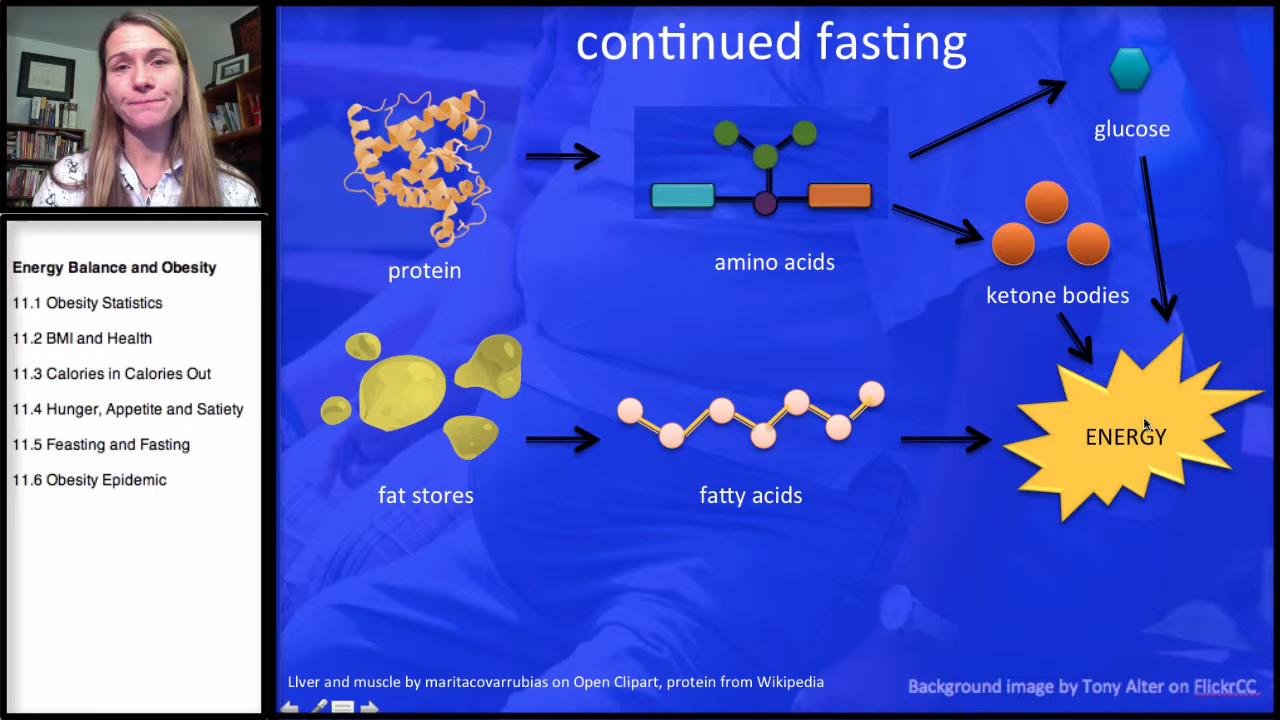 continued fasting
glucose
protein
amino acids
ketone bodies
ENERGY
fat stores
fatty acids
Energy Balance and Obesity
11.1 Obesity Statistics
11.2 BMI and Health
11.3 Calories in Calories Out
11.4 Hunger, Appetite and Satiety
11.5 Feasting and Fasting
11.6 Obesity Epidemic
LIver and muscle by maritacovarrubias on Open Clipart, protein from Wikipedia
Background image by Tony Alter on FlickrCC